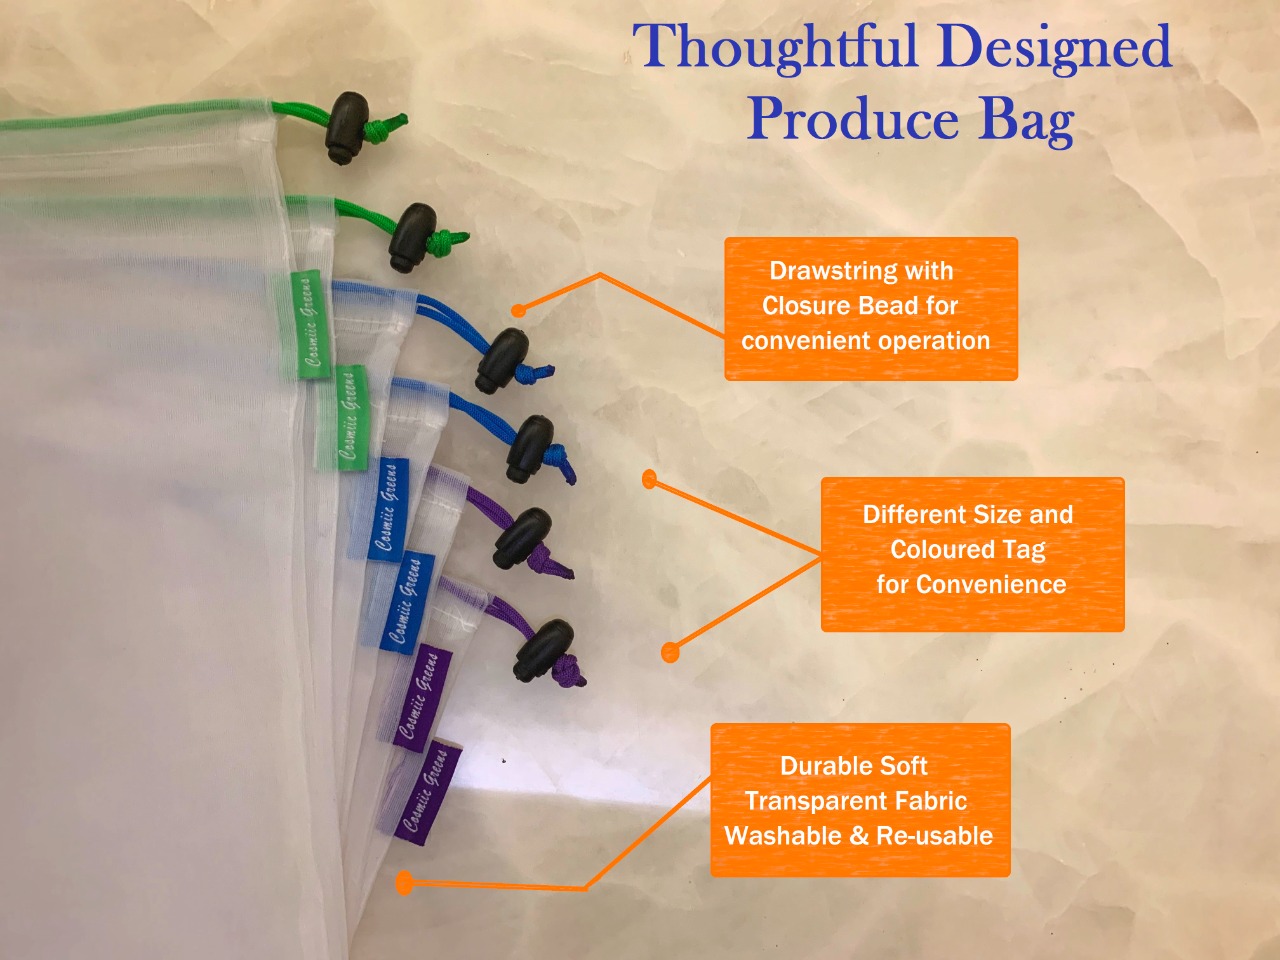 Thoughtful Designed
Produce Bag
Drawstring with
Closure Bead for
convenient operation
Cosmiic Greens
Cosmiic Greens
Cosmiic Greens
Different Size and
Coloured Tag
for Convenience
Cosmiic Greens
Cosmiic Greens
Cosmiic Greens
Durable Soft
Transparent Fabric
Washable & Re-usable